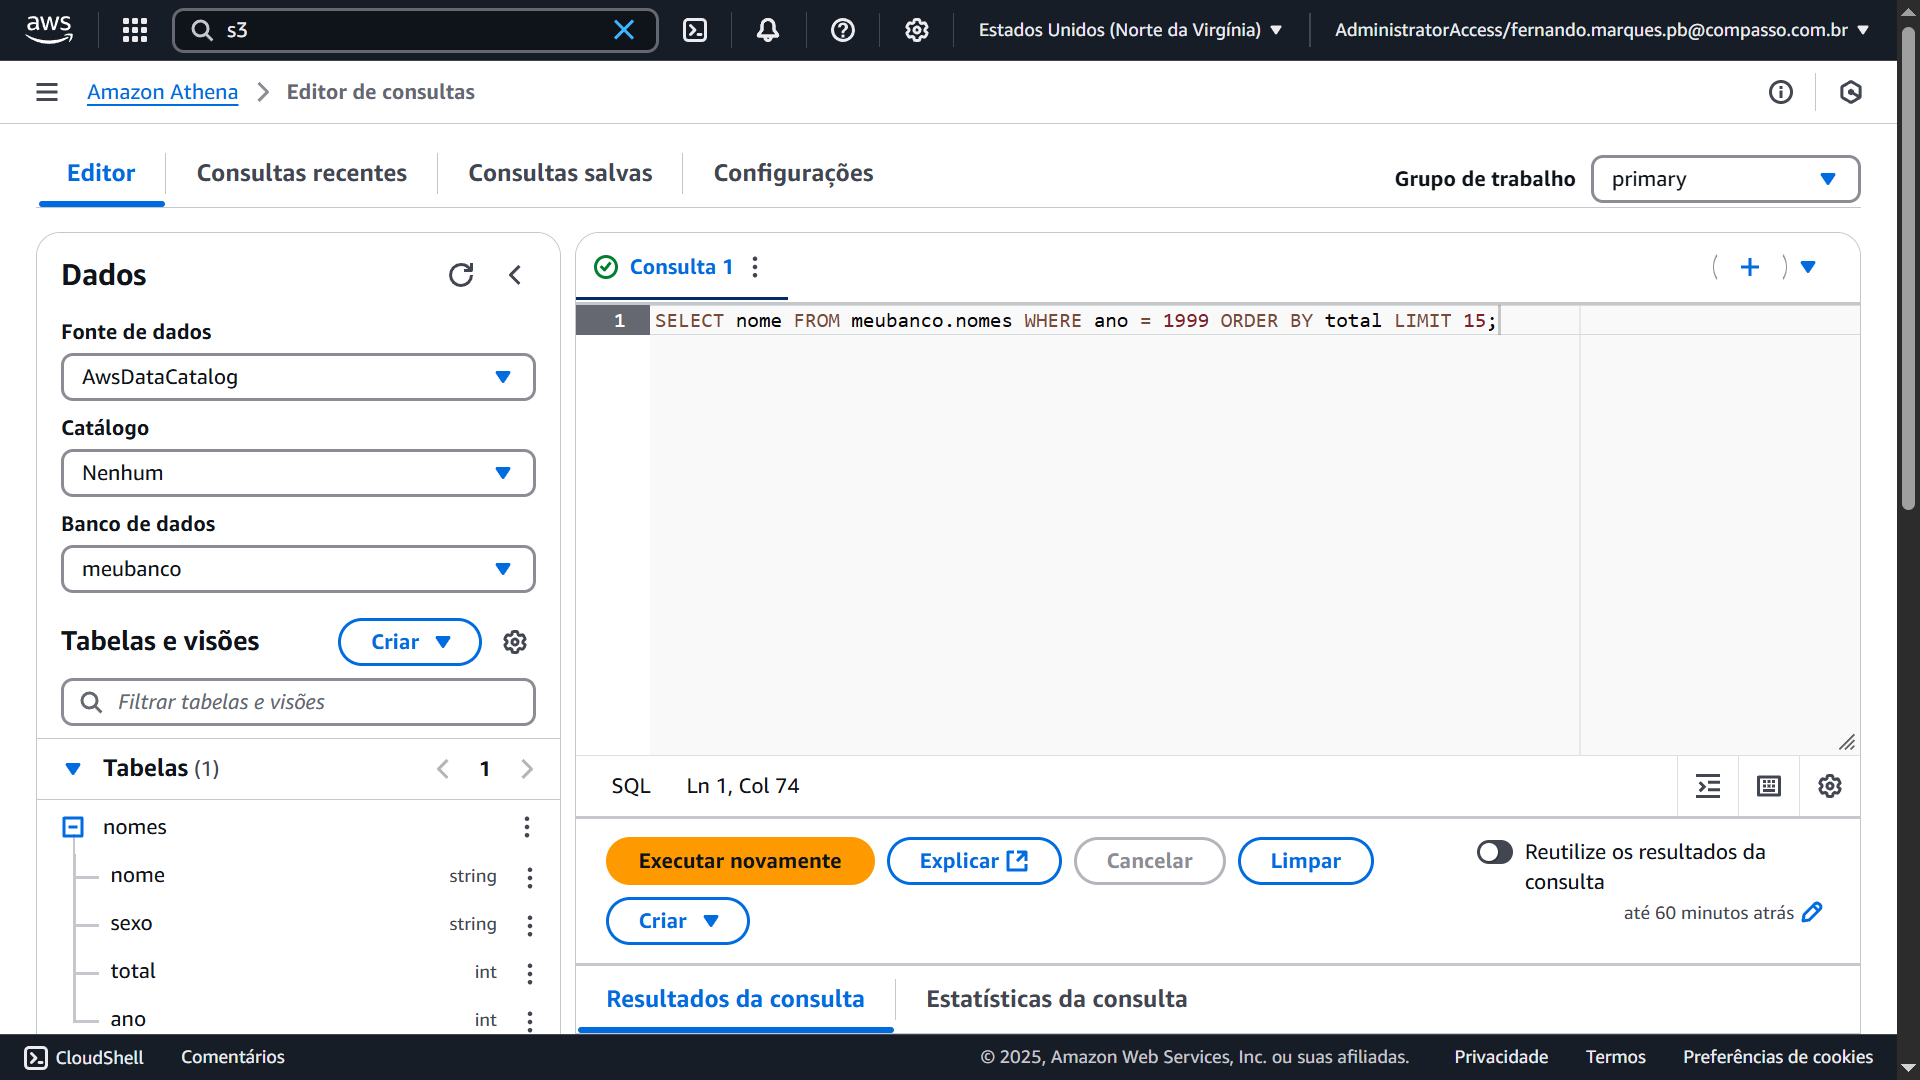 aws
s3
Estados Unidos (Norte da Virgínia)
AdministratorAccess/fernando.marques.pb@compasso.com.br
Amazon Athena
Editor de consultas
Editor
Consultas recentes
Consultas salvas
Configurações
Grupo de trabalho
primary
Dados
Fonte de dados
AwsDataCatalog
Catálogo
Nenhum
Banco de dados
meubanco
Tabelas e visões
Criar
Filtrar tabelas e visões
Tabelas (1)
1
nomes
nome string
sexo string
total int
ano int
Consulta 1
1 SELECT nome FROM meubanco.nomes WHERE ano = 1999 ORDER BY total LIMIT 15;
SQL Ln 1, Col 74
Executar novamente
Explicar
Cancelar
Limpar
Criar
Reutilize os resultados da
consulta
até 60 minutos atrás
Resultados da consulta
Estatísticas da consulta
CloudShell
Comentários
© 2025, Amazon Web Services, Inc. ou suas afiliadas.
Privacidade
Termos
Preferências de cookies